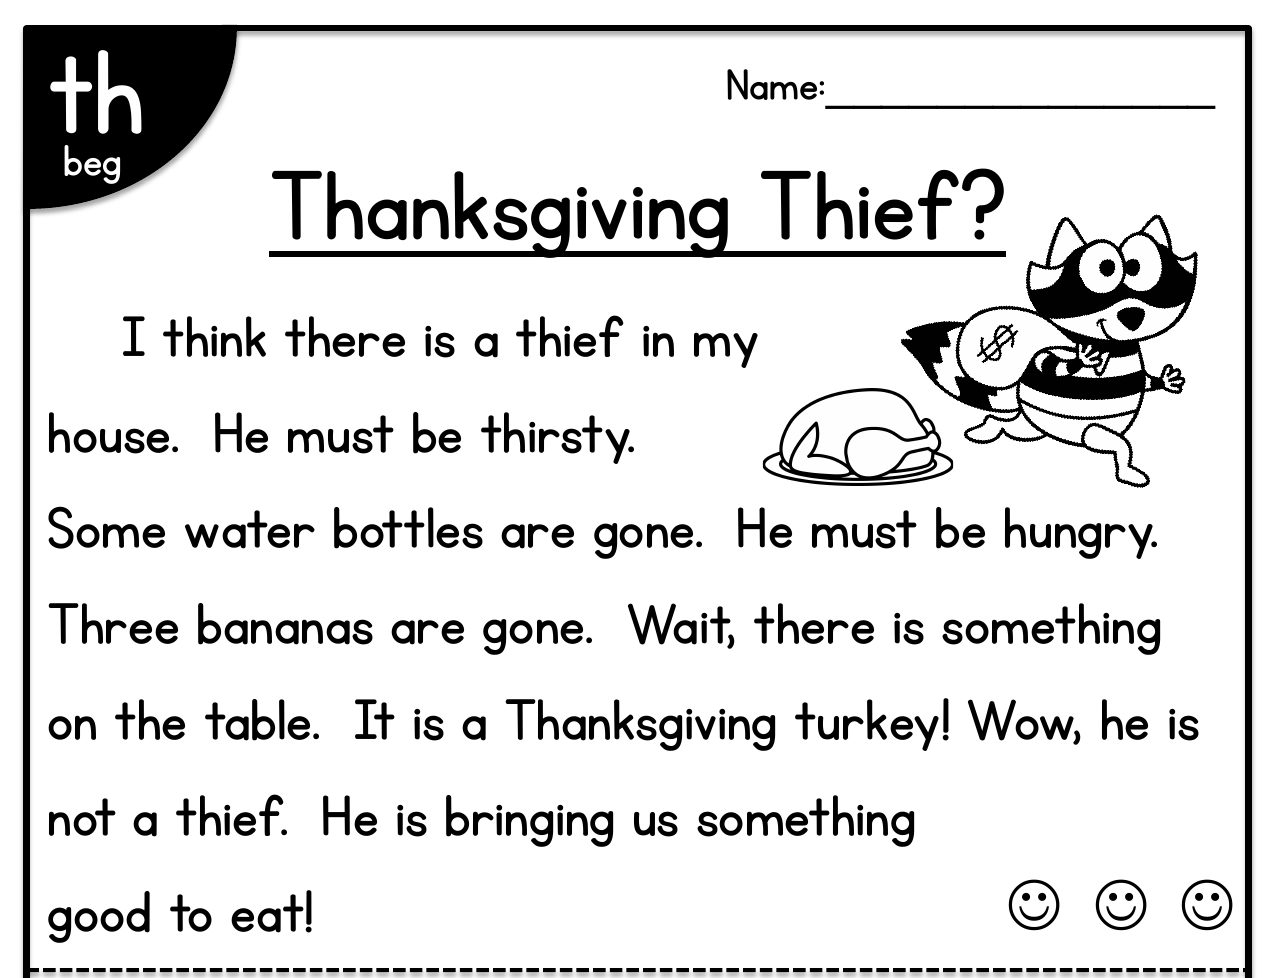 th
beg
Name:
Thanksgiving Thief?
$
I think there is a thief in my
house. He must be thirsty.
Some water bottles are gone. He must be hungry.
Three bananas are gone. Wait, there is something
on the table. It is a Thanksgiving turkey! Wow, he is
not a thief. He is bringing us something
good to eat!